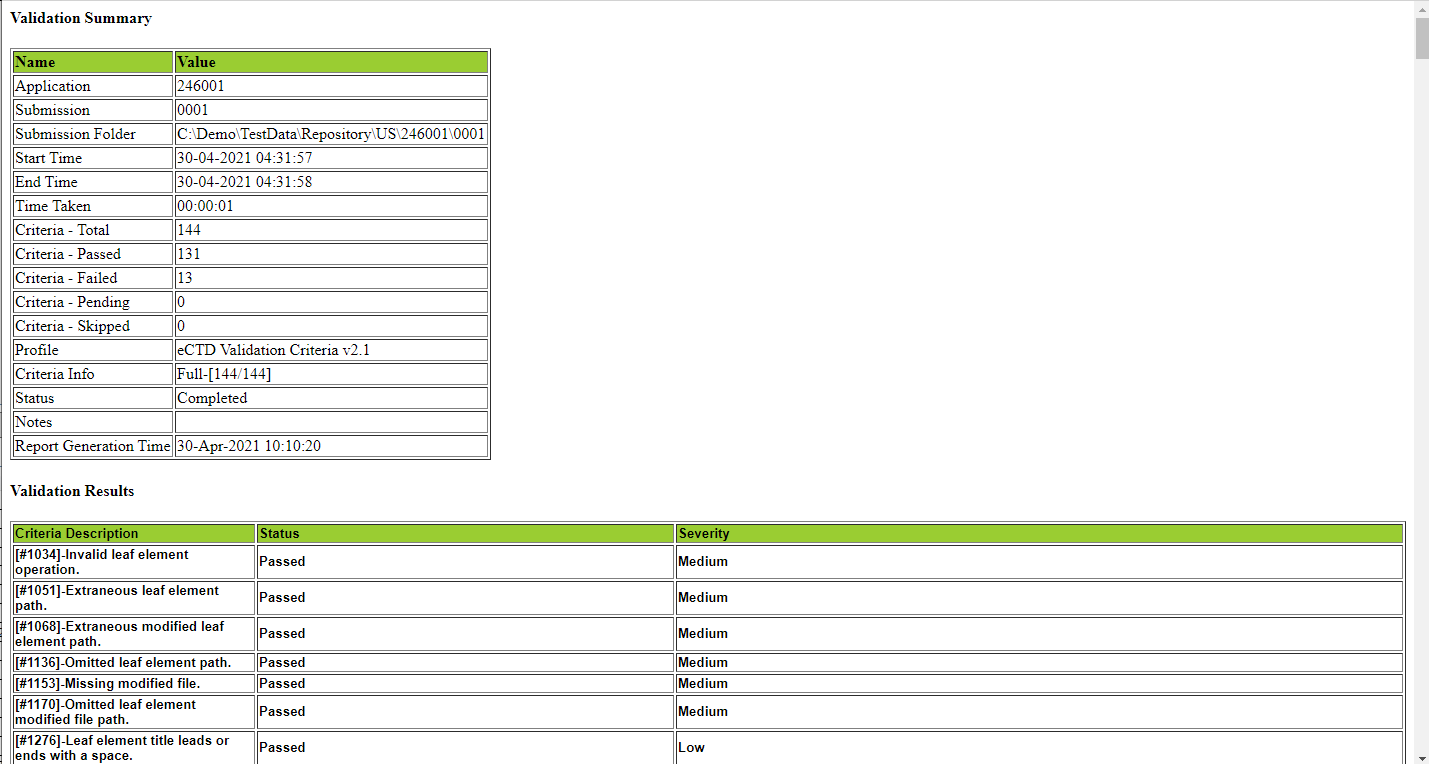 Validation Summary
Name Value
Application 246001
Submission 0001
Submission Folder C:\Demo\TestData\Repository\US\246001\0001
Start Time 30-04-2021 04:31:57
End Time 30-04-2021 04:31:58
Time Taken 00:00:01
Criteria - Total 144
Criteria - Passed 131
Criteria - Failed 13
Criteria - Pending 0
Criteria - Skipped 0
Profile eCTD Validation Criteria v2.1
Criteria Info Full-[144/144]
Status Completed
Notes
Report Generation Time 30-Apr-2021 10:10:20
Validation Results
Criteria Description Status Severity
[#1034]-Invalid leaf element
operation. Passed Medium
[#1051]-Extraneous leaf element
path. Passed Medium
[#1068]-Extraneous modified leaf
element path. Passed Medium
[#1136]-Omitted leaf element path. Passed Medium
[#1153]-Missing modified file. Passed Medium
[#1170]-Omitted leaf element
modified file path. Passed Medium
[#1276]-Leaf element title leads or
ends with a space. Passed Low